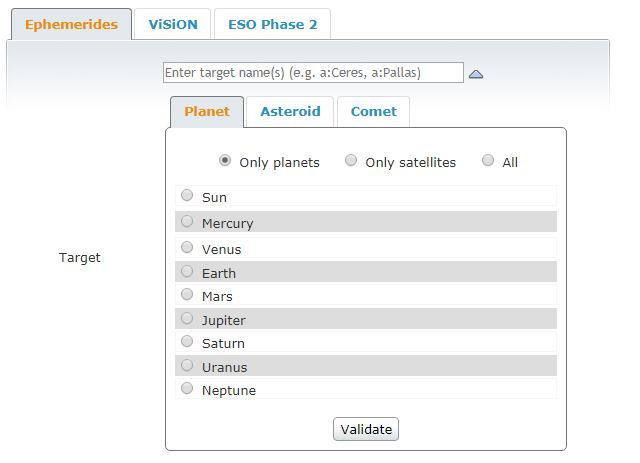 Ephemerides ViSiON ESO Phase 2
Enter target name(s) (e.g. a:Ceres, a:Pallas)
Planet Asteroid Comet
Only planets Only satellites All
Sun
Mercury
Venus
Target
Earth
Mars
Jupiter
Saturn
Uranus
Neptune
Validate